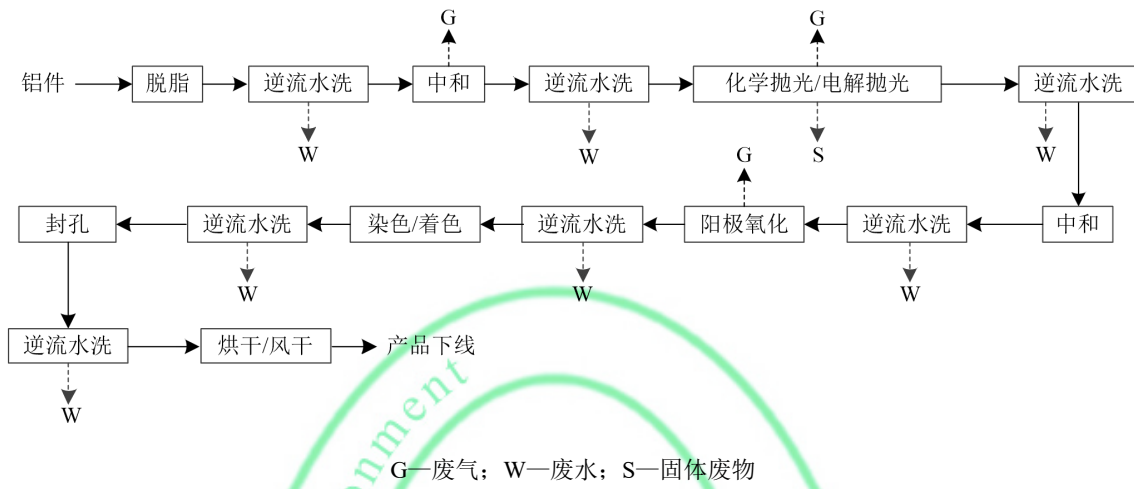 G G
铝件 脱脂 逆流水洗 中和 逆流水洗 化学抛光/电解抛光 逆流水洗
W W S W
G
封孔 逆流水洗 染色/着色 逆流水洗 阳极氧化 逆流水洗 中和
W W W
逆流水洗 烘干/风干 产品下线
W
G—废气；W—废水；S—固体废物
onment